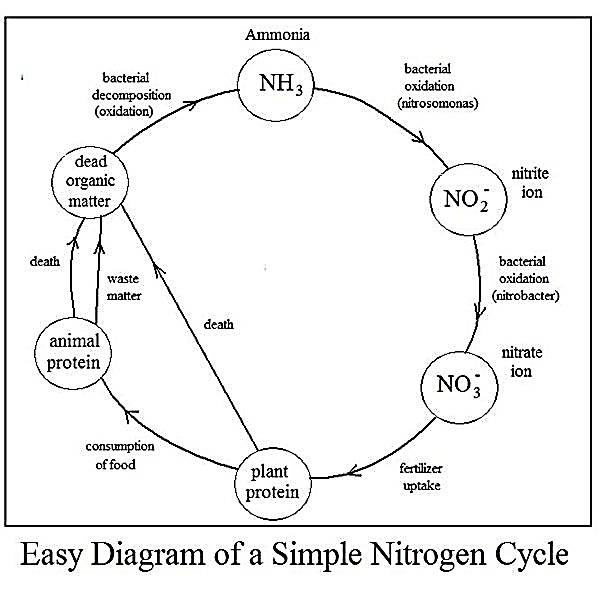 Ammonia
NH3
bacterial
decomposition
(oxidation)
bacterial
oxidation
(nitrosomonas)
dead
organic
matter
NO2-
nitrite
ion
death
waste
matter
bacterial
oxidation
(nitrobacter)
death
animal
protein
NO3-
nitrate
ion
consumption
of food
plant
protein
fertilizer
uptake
Easy Diagram of a Simple Nitrogen Cycle